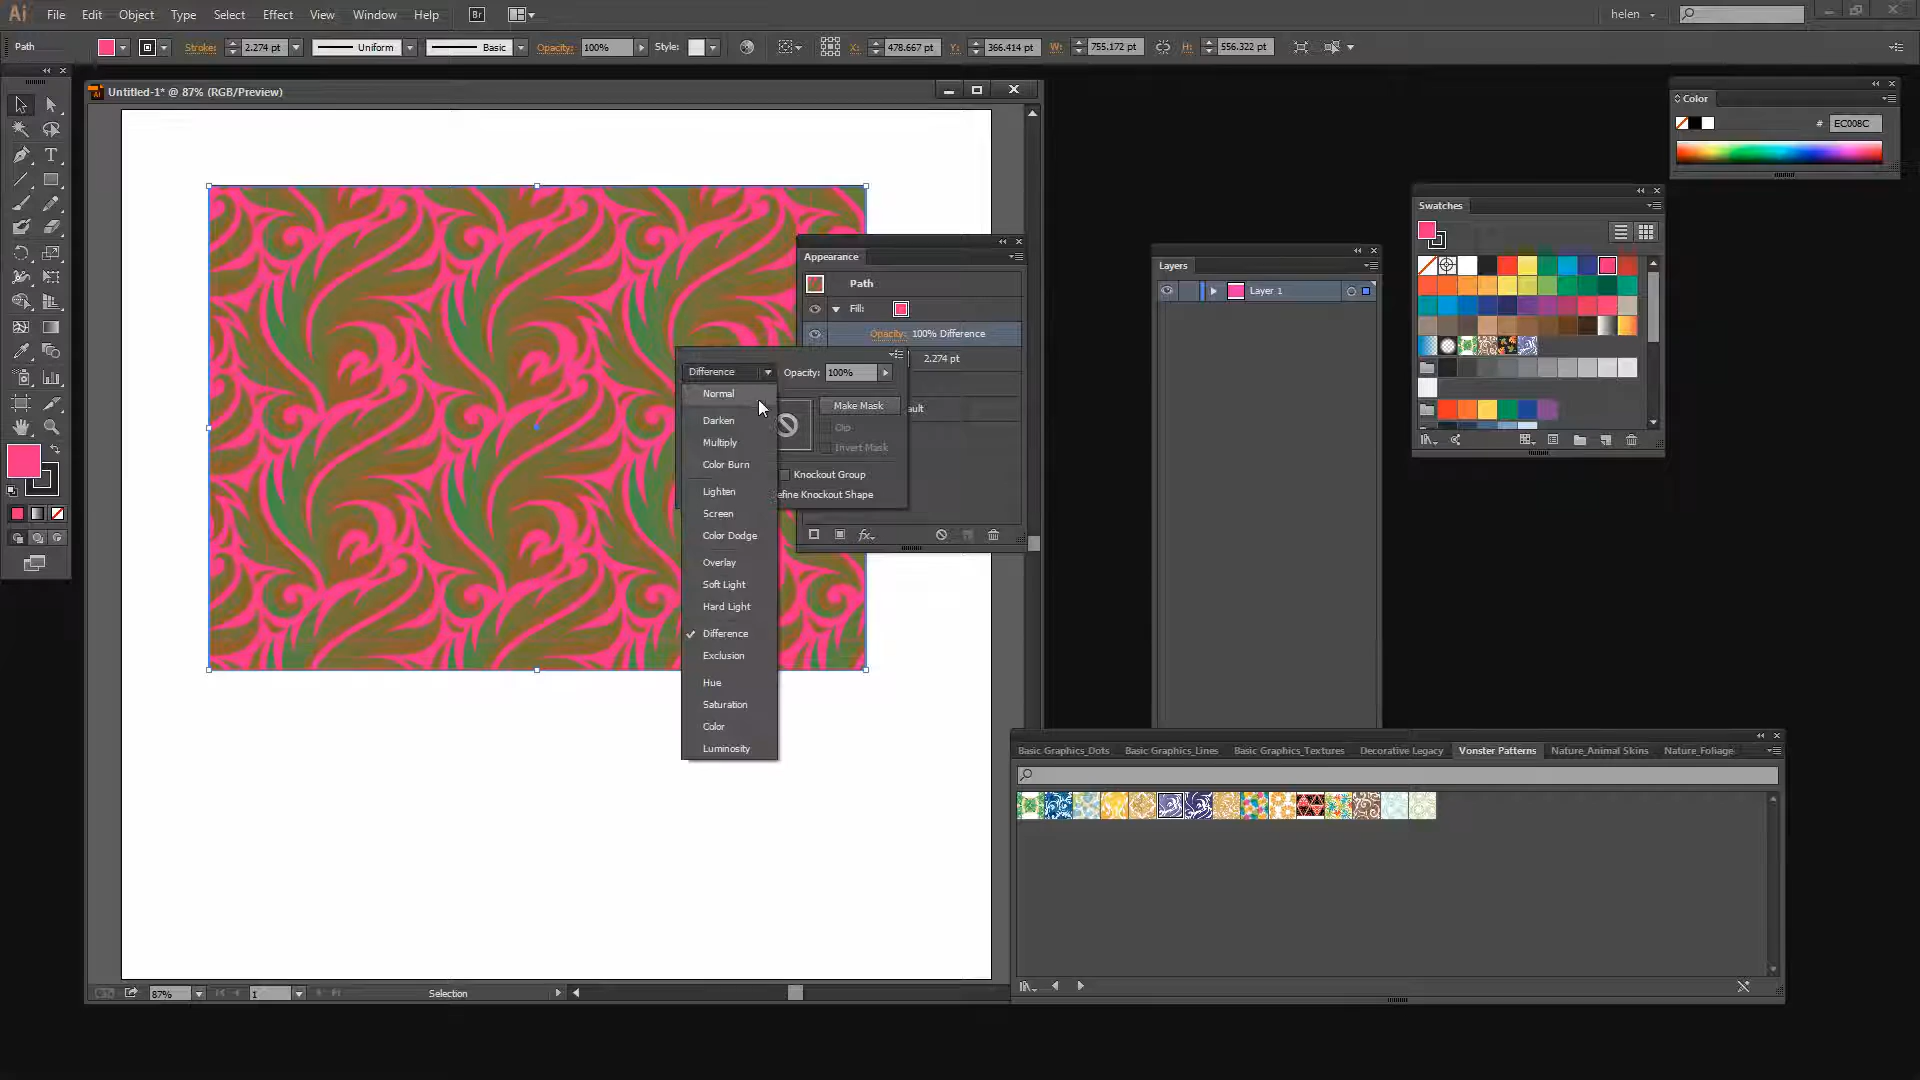 Ai File Edit Object Type Select Effect View Window Help Br helen
Path Stroke: 2.274 pt Uniform Basic Opacity: 100% Style: X: 478.667 pt Y: 366.414 pt W: 755.172 pt H: 556.322 pt
Untitled-1* @ 87% (RGB/Preview)
Color
# EC008C
Swatches
Appearance
Path
Fill:
Opacity: 100% Difference
2.274 pt
ault
fx
Difference Opacity: 100%
Normal
Darken
Multiply
Color Burn
Lighten
Screen
Color Dodge
Overlay
Soft Light
Hard Light
Difference
Exclusion
Hue
Saturation
Color
Luminosity
Make Mask
Clip
Invert Mask
Knockout Group
efine Knockout Shape
Layers
Layer 1
Basic Graphics_Dots Basic Graphics_Lines Basic Graphics_Textures Decorative Legacy Vonster Patterns Nature_Animal Skins Nature_Foliage
87% 1 Selection